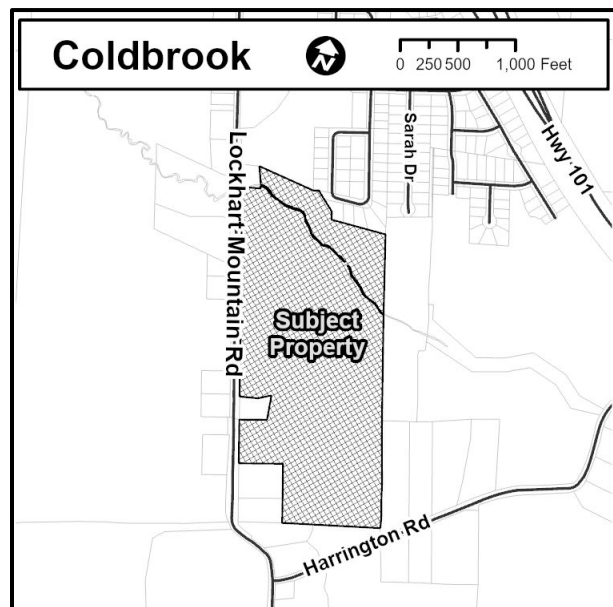 Coldbrook
N
0 250 500 1,000 Feet
Sarah Dr
Hwy 101
Lockhart Mountain Rd
Subject
Property
Harrington Rd